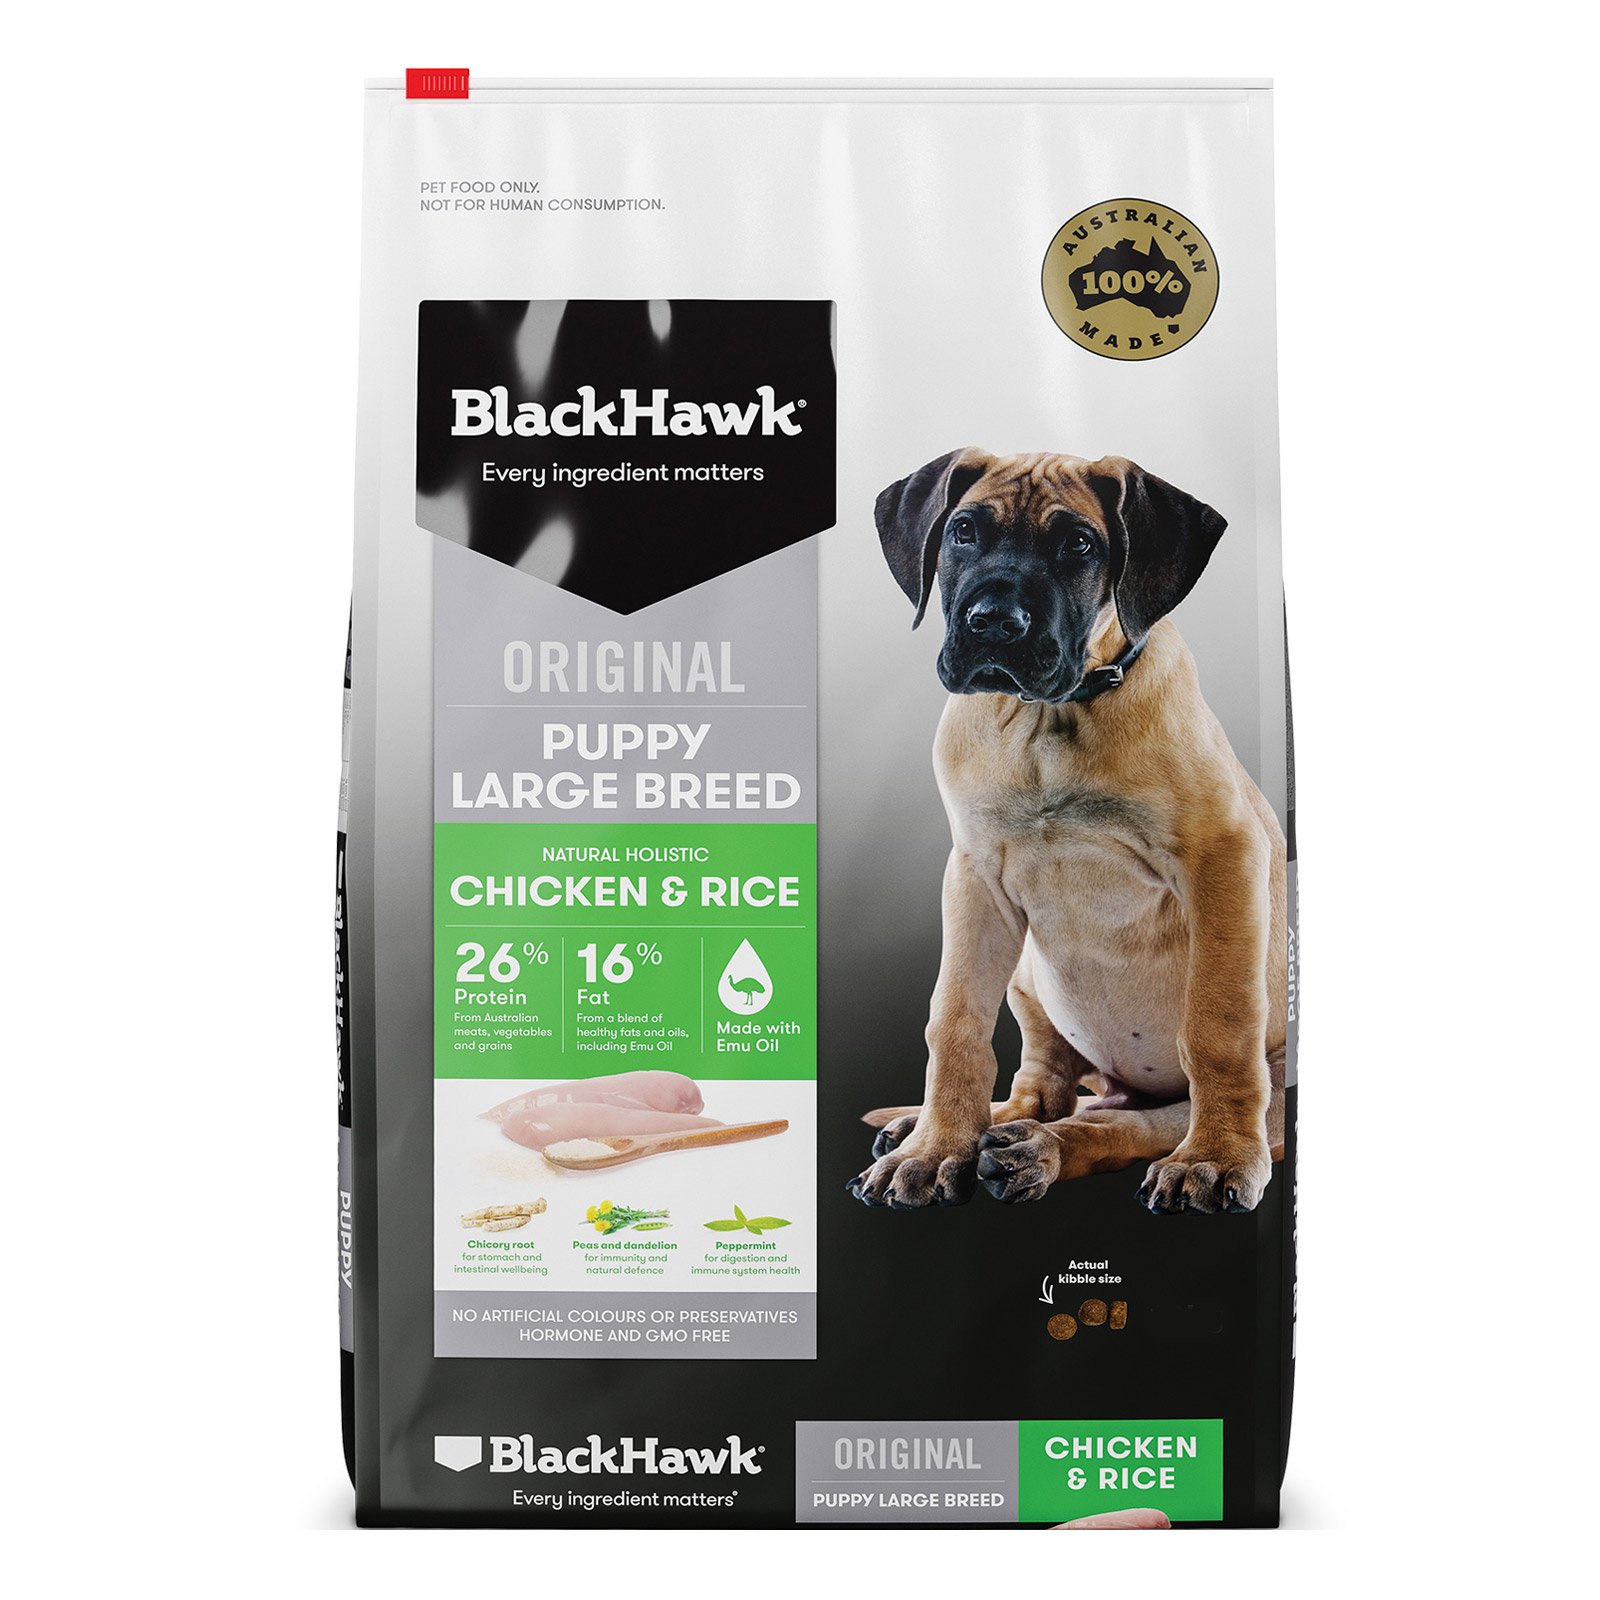 PET FOOD ONLY.
NOT FOR HUMAN CONSUMPTION.
AUSTRALIAN
100%
MADE
BlackHawk®
Every ingredient matters
ORIGINAL
PUPPY
LARGE BREED
NATURAL HOLISTIC
CHICKEN & RICE
26%
Protein
From Australian
meats, vegetables
and grains
16%
Fat
From a blend of
healthy fats and oils,
including Emu Oil
Made with
Emu Oil
Chicory root
for stomach and
intestinal wellbeing
Peas and dandelion
for immunity and
natural defence
Peppermint
for digestion and
immune system health
NO ARTIFICIAL COLOURS OR PRESERVATIVES
HORMONE AND GMO FREE
Actual
kibble size
BlackHawk®
Every ingredient matters®
ORIGINAL
PUPPY LARGE BREED
CHICKEN
& RICE
BlackHawk
PUPPY
PUPPY